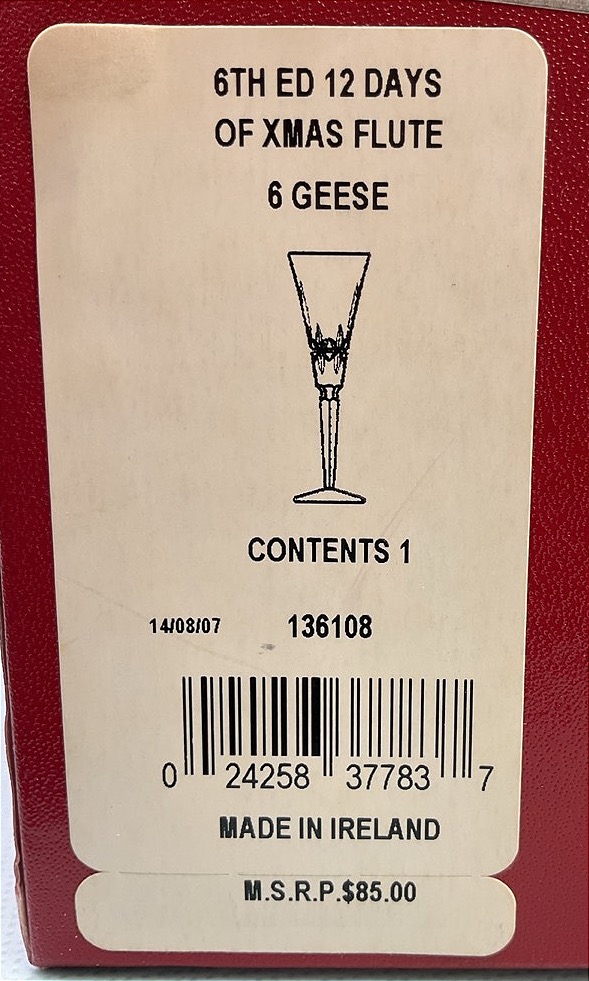 6TH ED 12 DAYS
OF XMAS FLUTE
6 GEESE
CONTENTS 1
14/08/07 136108
0 24258 37783 7
MADE IN IRELAND
M.S.R.P.$85.00